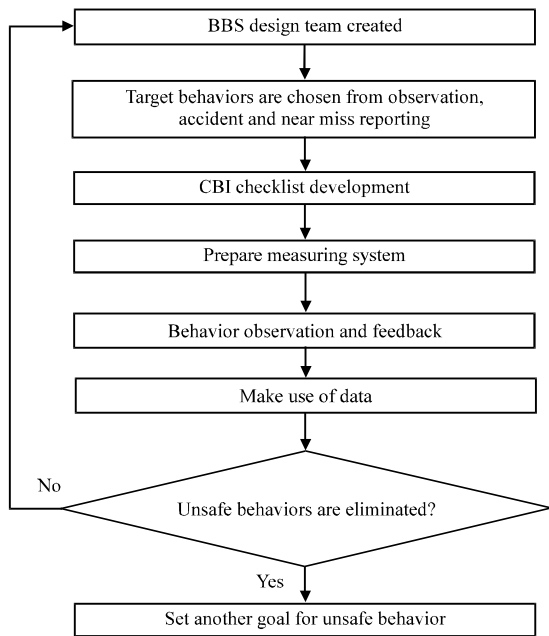 BBS design team created
Target behaviors are chosen from observation,
accident and near miss reporting
CBI checklist development
Prepare measuring system
Behavior observation and feedback
Make use of data
No
Unsafe behaviors are eliminated?
Yes
Set another goal for unsafe behavior